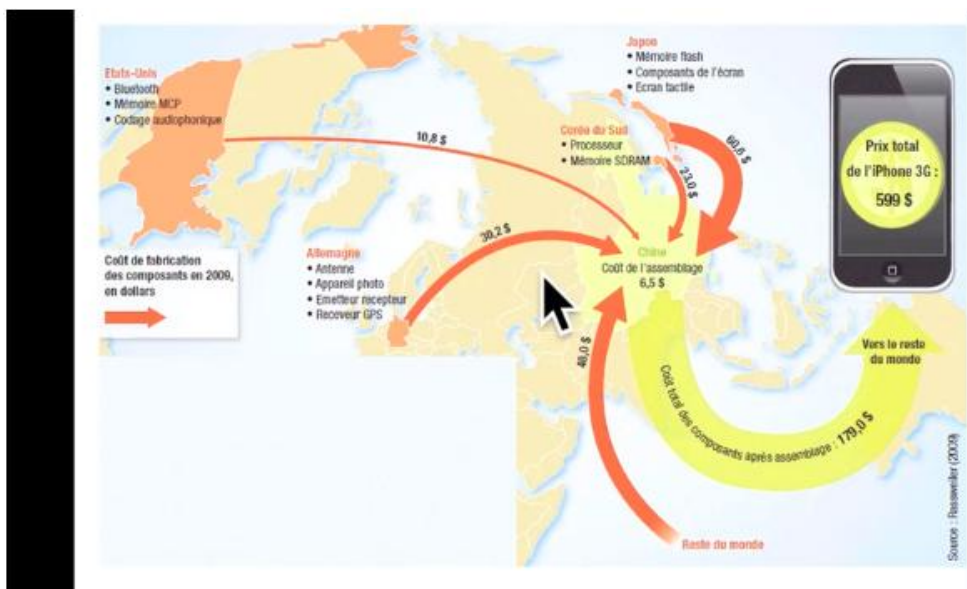 Etats-Unis
• Bluetooth
• Mémoire MCP
• Codage audiophonique
10,8 $
Japon
• Mémoire flash
• Composants de l'écran
• Ecran tactile
60,6 $
Corée du Sud
• Processeur
• Mémoire SDRAM
23,0 $
Prix total
de l'iPhone 3G :
599 $
Coût de fabrication
des composants en 2009,
en dollars
Allemagne
• Antenne
• Appareil photo
• Emetteur recepteur
• Receveur GPS
30,2 $
Chine
Coût de l'assemblage
6,5 $
48,0 $
Vers le reste
du monde
Coût total des composants après assemblage : 179,0 $
Reste du monde
Source : Rassweiler (2009)